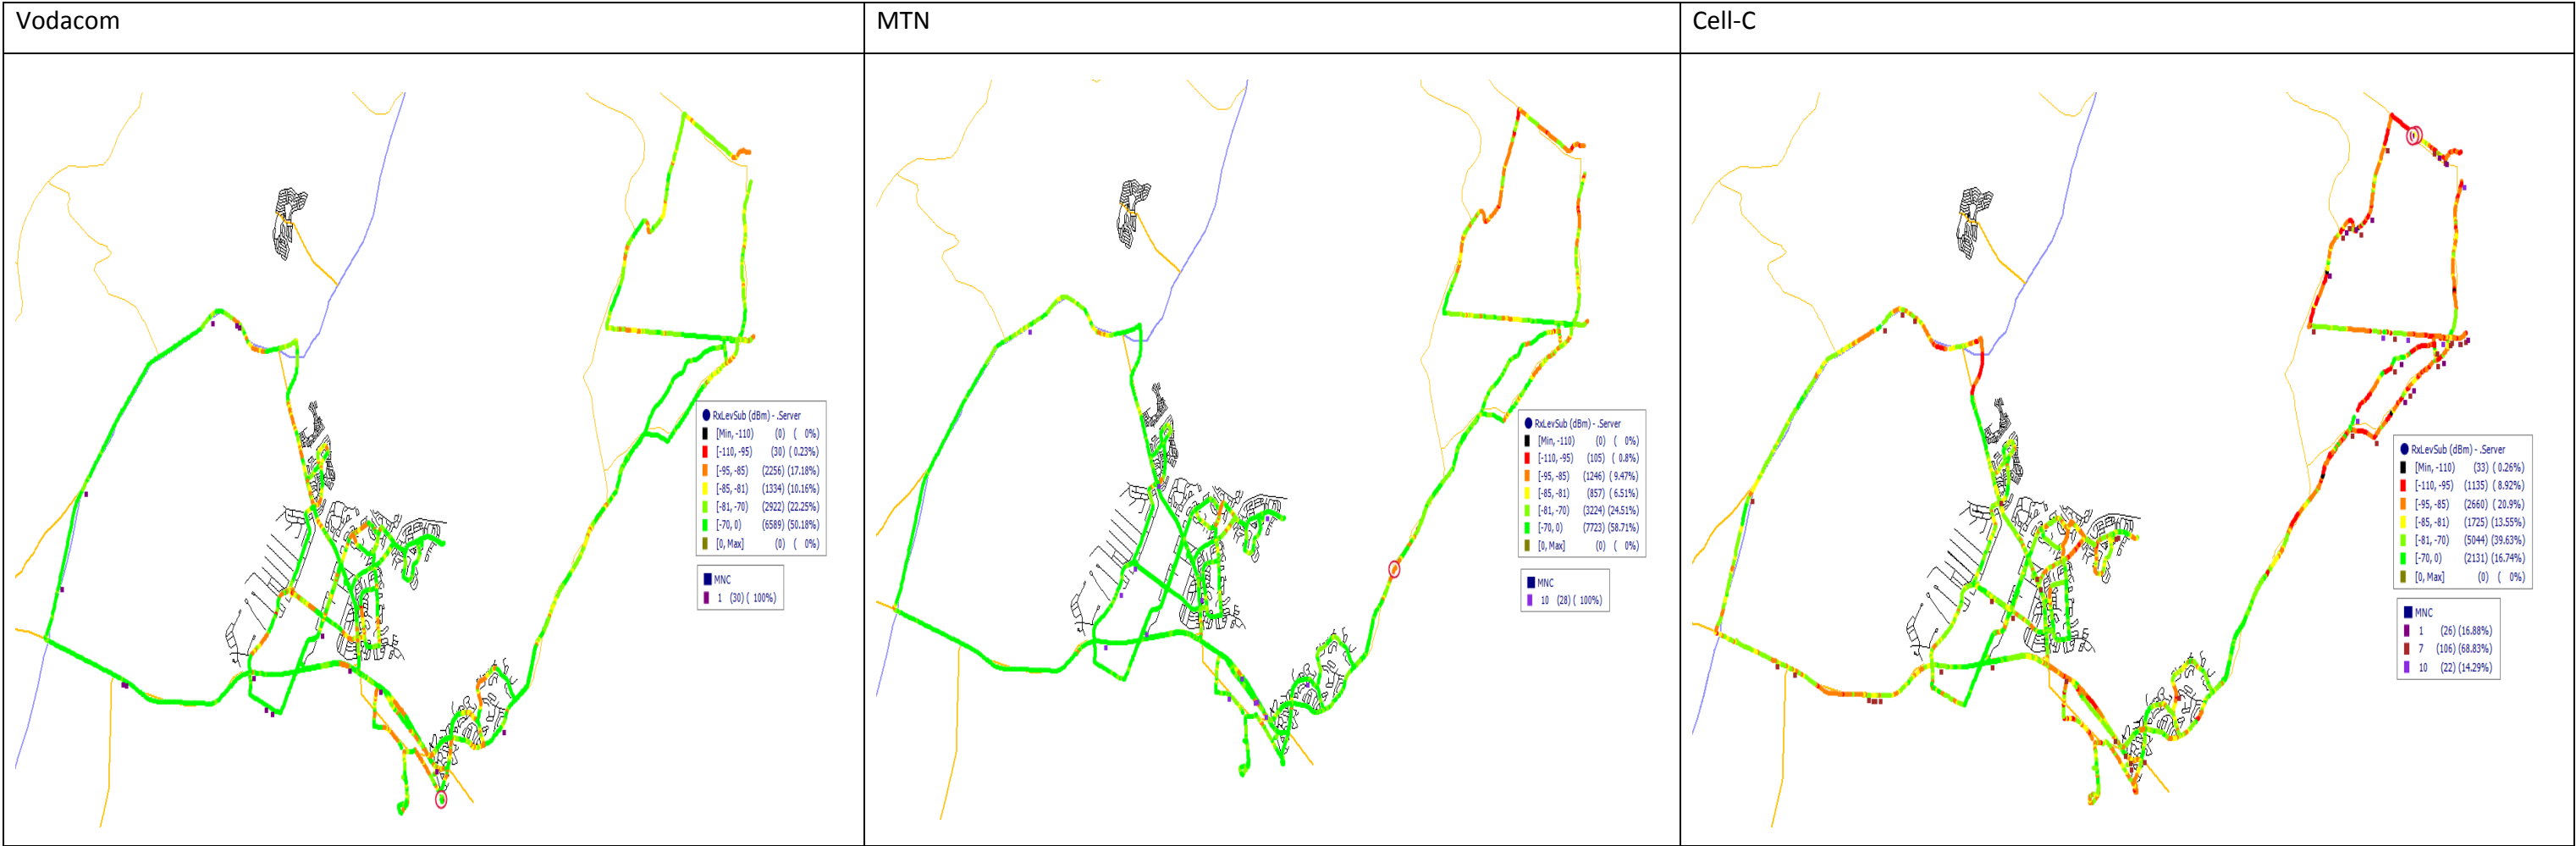 Vodacom
MTN
Cell-C
RxLevSub (dBm) - .Server
[Min, -110) (0) ( 0%)
[-110, -95) (30) ( 0.23%)
[-95, -85) (2256) (17.18%)
[-85, -81) (1334) (10.16%)
[-81, -70) (2922) (22.25%)
[-70, 0) (6589) (50.18%)
[0, Max] (0) ( 0%)
MNC
1 (30) ( 100%)
RxLevSub (dBm) - .Server
[Min, -110) (0) ( 0%)
[-110, -95) (105) ( 0.8%)
[-95, -85) (1246) ( 9.47%)
[-85, -81) (857) ( 6.51%)
[-81, -70) (3224) (24.51%)
[-70, 0) (7723) (58.71%)
[0, Max] (0) ( 0%)
MNC
10 (28) ( 100%)
RxLevSub (dBm) - .Server
[Min, -110) (33) ( 0.26%)
[-110, -95) (1135) ( 8.92%)
[-95, -85) (2660) ( 20.9%)
[-85, -81) (1725) (13.55%)
[-81, -70) (5044) (39.63%)
[-70, 0) (2131) (16.74%)
[0, Max] (0) ( 0%)
MNC
1 (26) (16.88%)
7 (106) (68.83%)
10 (22) (14.29%)